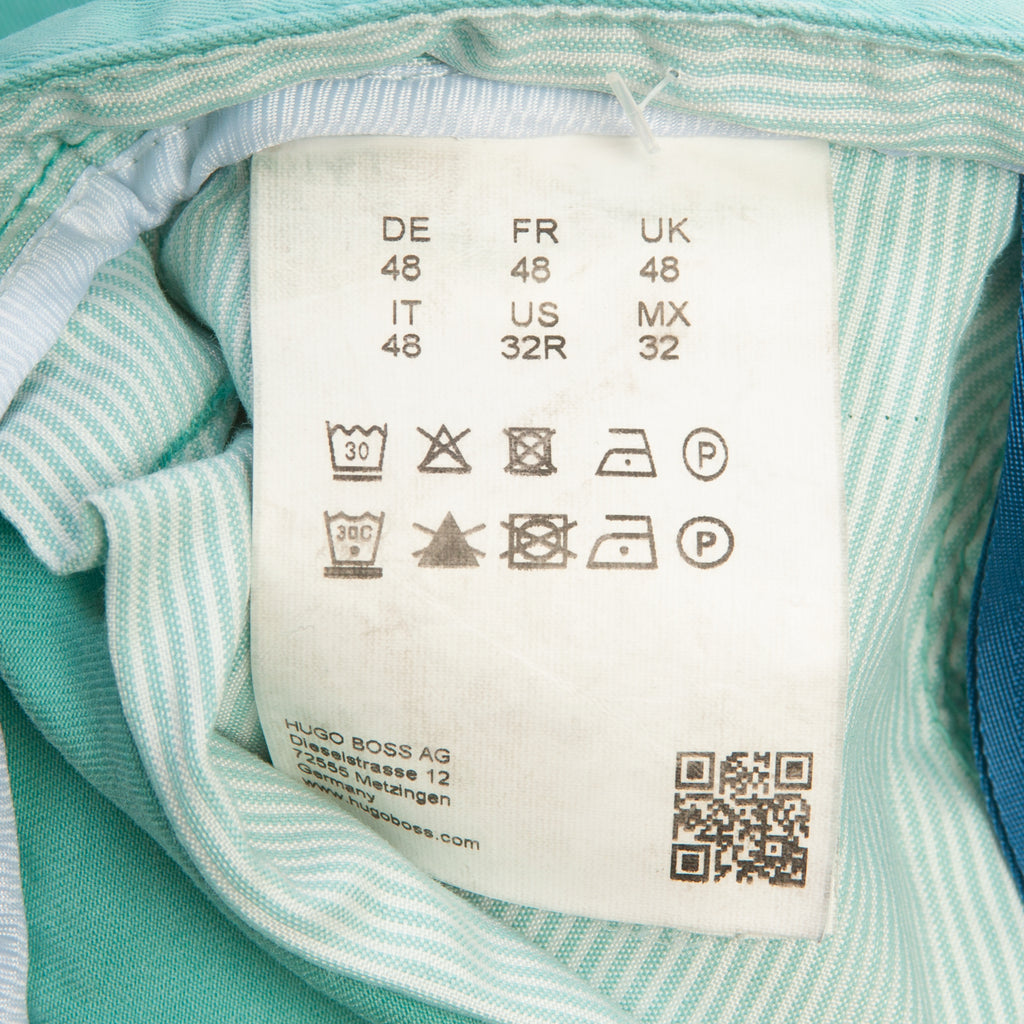 DE FR UK
48 48 48
IT US MX
48 32R 32
30 P
30C P
HUGO BOSS AG
Dieselstrasse 12
72555 Metzingen
Germany
www.hugoboss.com